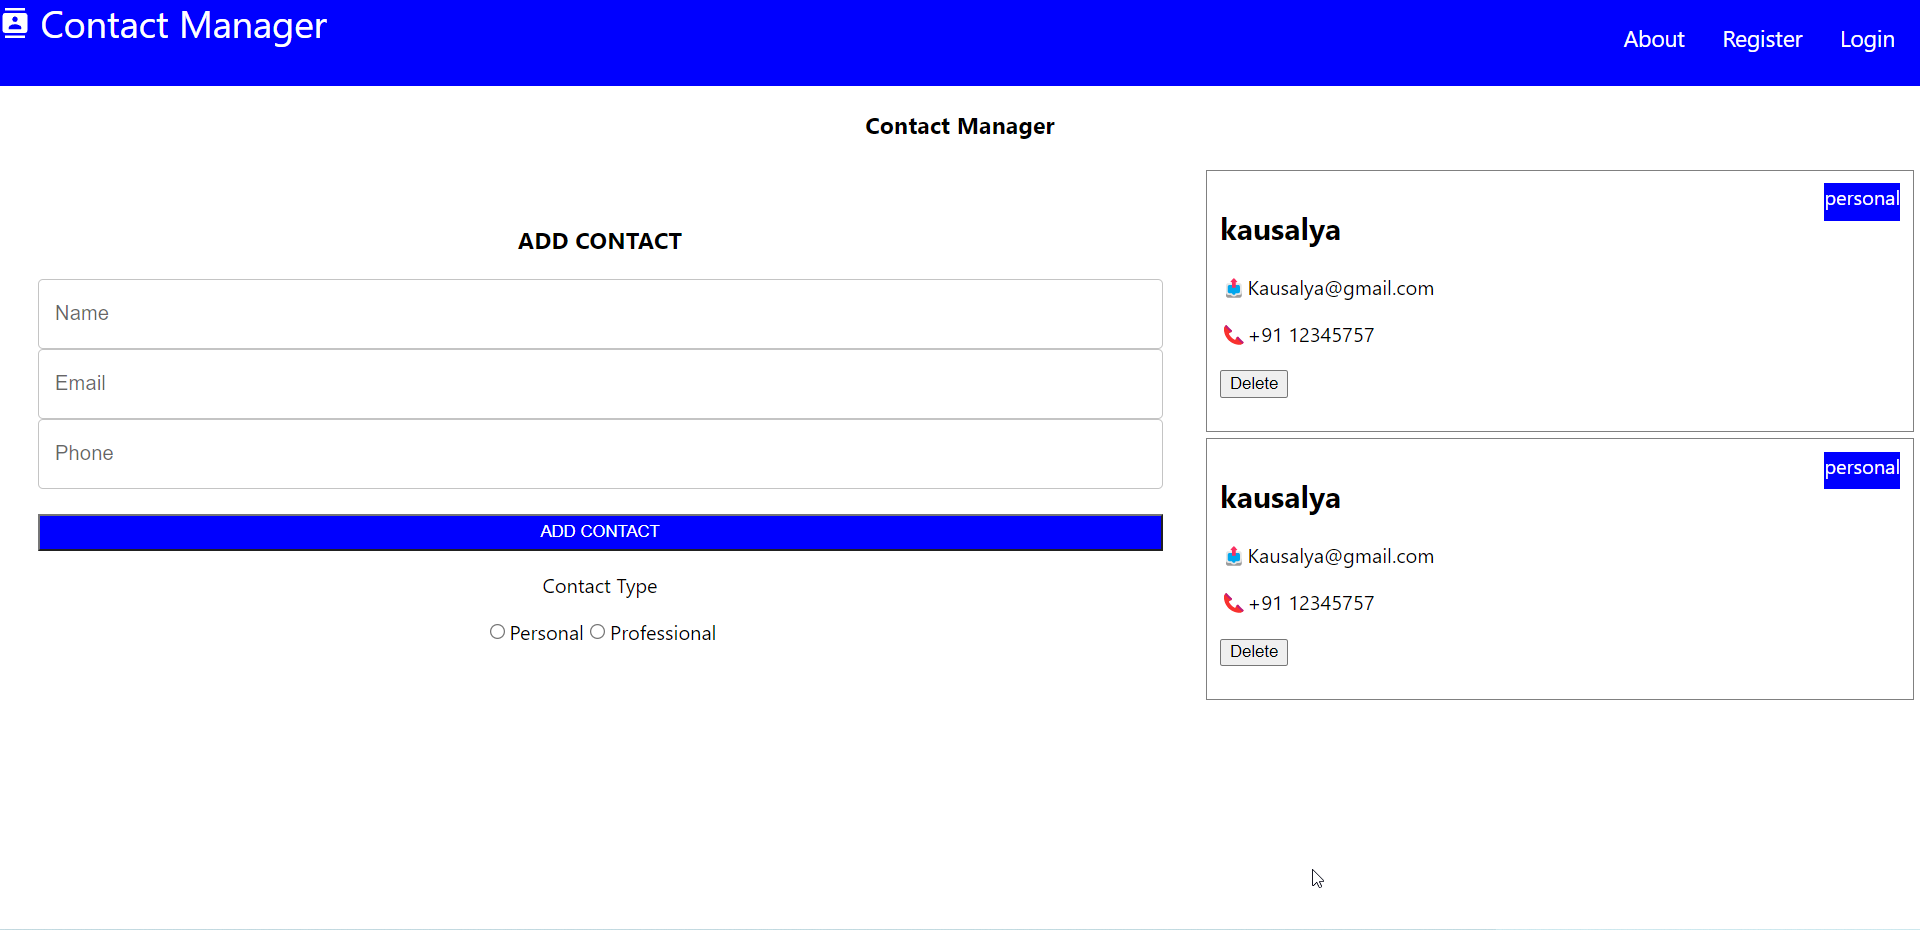 Contact Manager
About Register Login
Contact Manager
ADD CONTACT
Name
Email
Phone
ADD CONTACT
Contact Type
Personal Professional
personal
kausalya
Kausalya@gmail.com
+91 12345757
Delete
personal
kausalya
Kausalya@gmail.com
+91 12345757
Delete